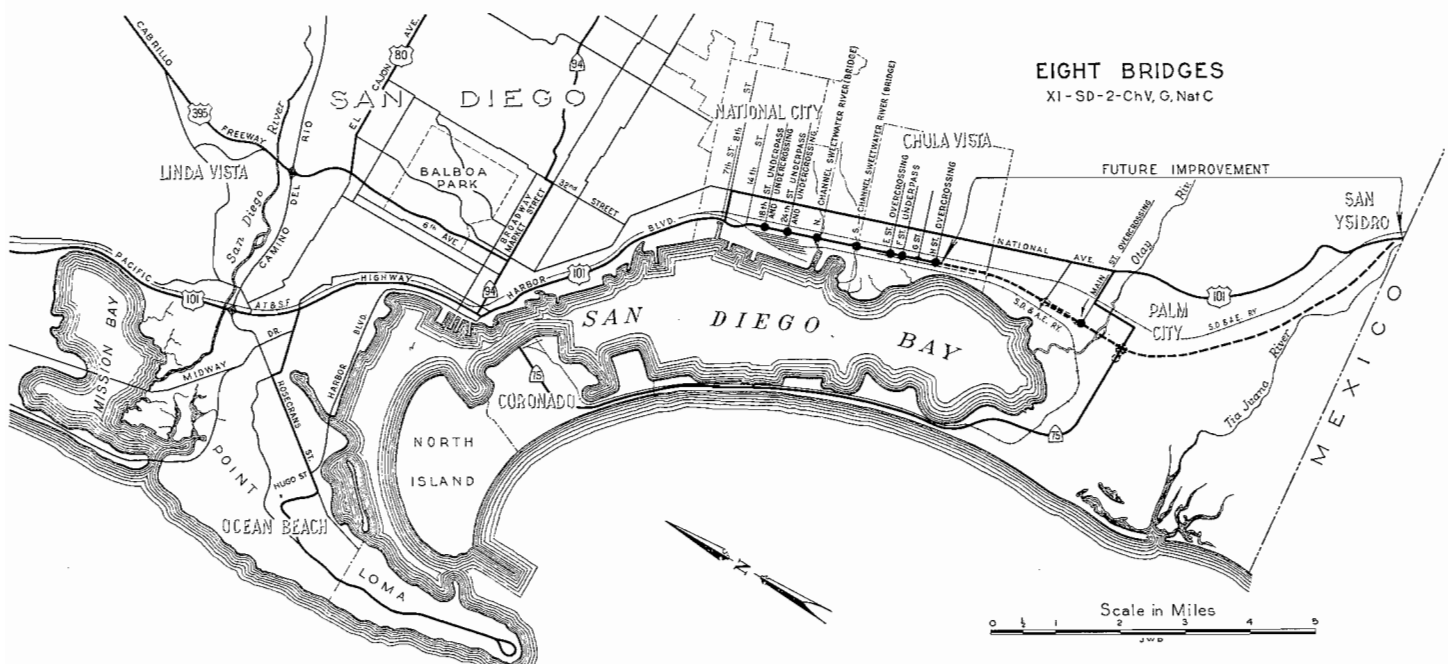 EIGHT BRIDGES
XI-SD-2-ChV, G, Nat C
CABRILLO
395
FREEWAY
LINDA VISTA
San Diego
River
RIO
DEL
CAMINO
80
EL CAJON AVE.
SAN DIEGO
94
BALBOA
PARK
6th AVE.
BROADWAY
MARKET STREET
32nd
STREET
NATIONAL CITY
7th ST.
8th ST
14th ST
18th ST. UNDERPASS
AND UNDERCROSSING
24th ST. UNDERPASS
AND UNDERCROSSING
N. CHANNEL SWEETWATER RIVER (BRIDGE)
S. CHANNEL SWEETWATER RIVER (BRIDGE)
CHULA VISTA
E ST. OVERCROSSING
F ST. UNDERPASS
G ST.
H ST. OVERCROSSING
FUTURE IMPROVEMENT
SAN
YSIDRO
MAIN ST. OVERCROSSING
Otay Riv.
NATIONAL AVE.
101
S.D. & A.E. RY.
S.D. & A.E. RY
PALM
CITY
75
Tia Juana River
MEXICO
PACIFIC
101
HIGHWAY
A.T.& S.F.
94
HARBOR
101
BLVD.
MISSION BAY
MIDWAY
DR.
ROSECRANS
ST.
HARBOR BLVD.
HUGO ST
POINT
LOMA
OCEAN BEACH
NORTH
ISLAND
CORONADO
75
SAN DIEGO BAY
N
Scale in Miles
0 ½ 1 2 3 4 5
JWD